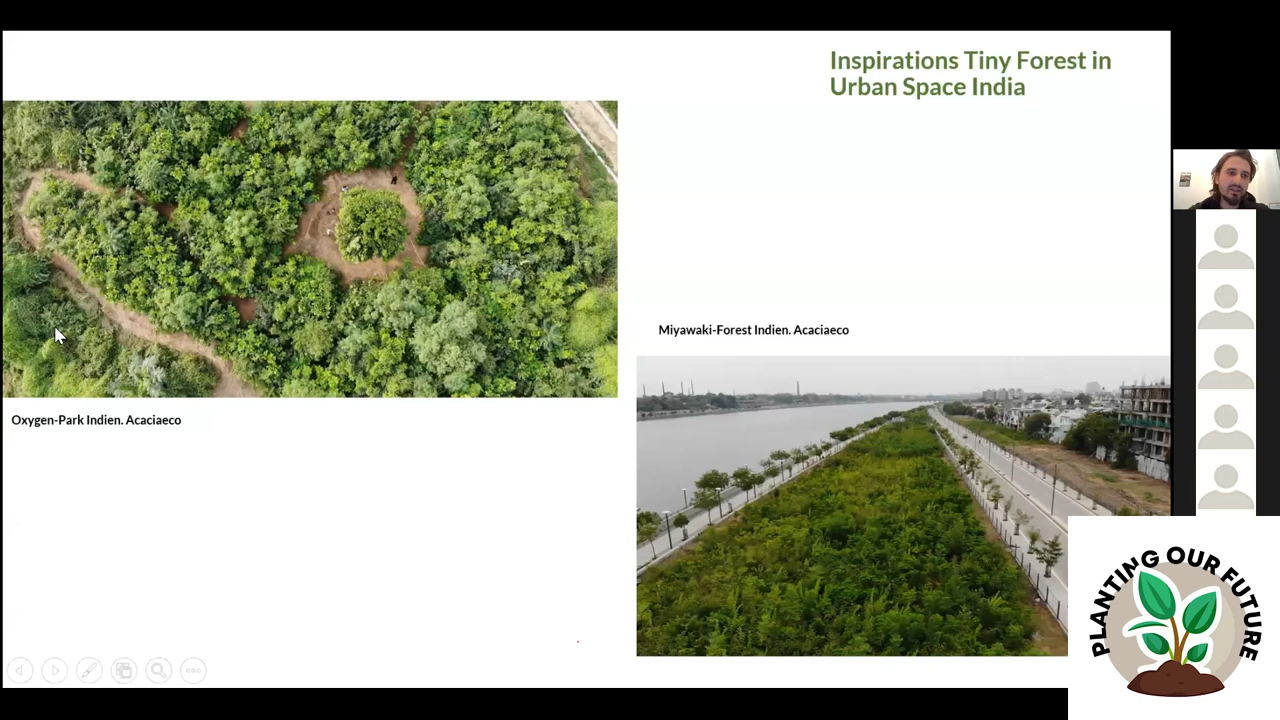 Inspirations Tiny Forest in
Urban Space India
Miyawaki-Forest Indien. Acaciaeco
Oxygen-Park Indien. Acaciaeco
PLANTING OUR FUTURE